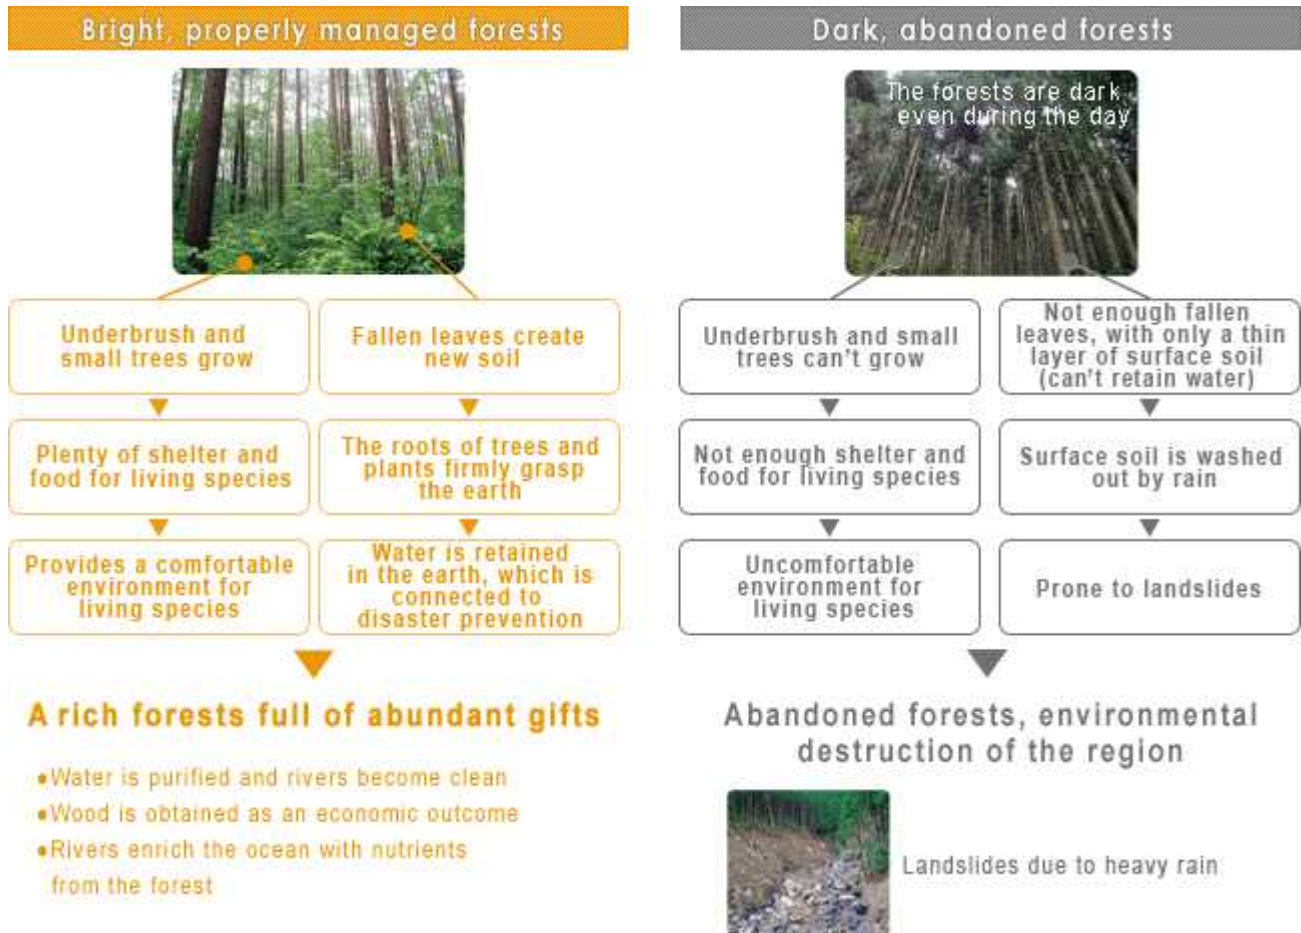 Bright, properly managed forests
Underbrush and
small trees grow
Fallen leaves create
new soil
Plenty of shelter and
food for living species
The roots of trees and
plants firmly grasp
the earth
Provides a comfortable
environment for
living species
Water is retained
in the earth, which is
connected to
disaster prevention
A rich forests full of abundant gifts
●Water is purified and rivers become clean
●Wood is obtained as an economic outcome
●Rivers enrich the ocean with nutrients
from the forest
Dark, abandoned forests
The forests are dark
even during the day
Underbrush and small
trees can't grow
Not enough fallen
leaves, with only a thin
layer of surface soil
(can't retain water)
Not enough shelter and
food for living species
Surface soil is washed
out by rain
Uncomfortable
environment for
living species
Prone to landslides
Abandoned forests, environmental
destruction of the region
Landslides due to heavy rain